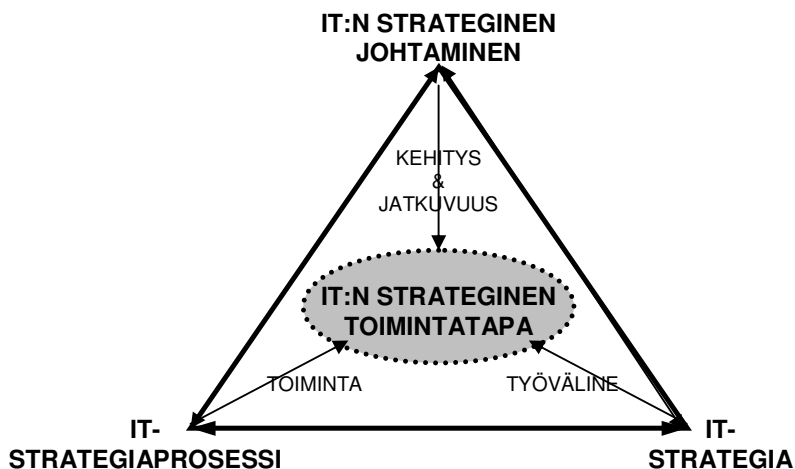 IT:N STRATEGINEN
JOHTAMINEN
KEHITYS
&
JATKUVUUS
IT:N STRATEGINEN
TOIMINTATAPA
TOIMINTA
TYÖVÄLINE
IT-
STRATEGIAPROSESSI
IT-
STRATEGIA